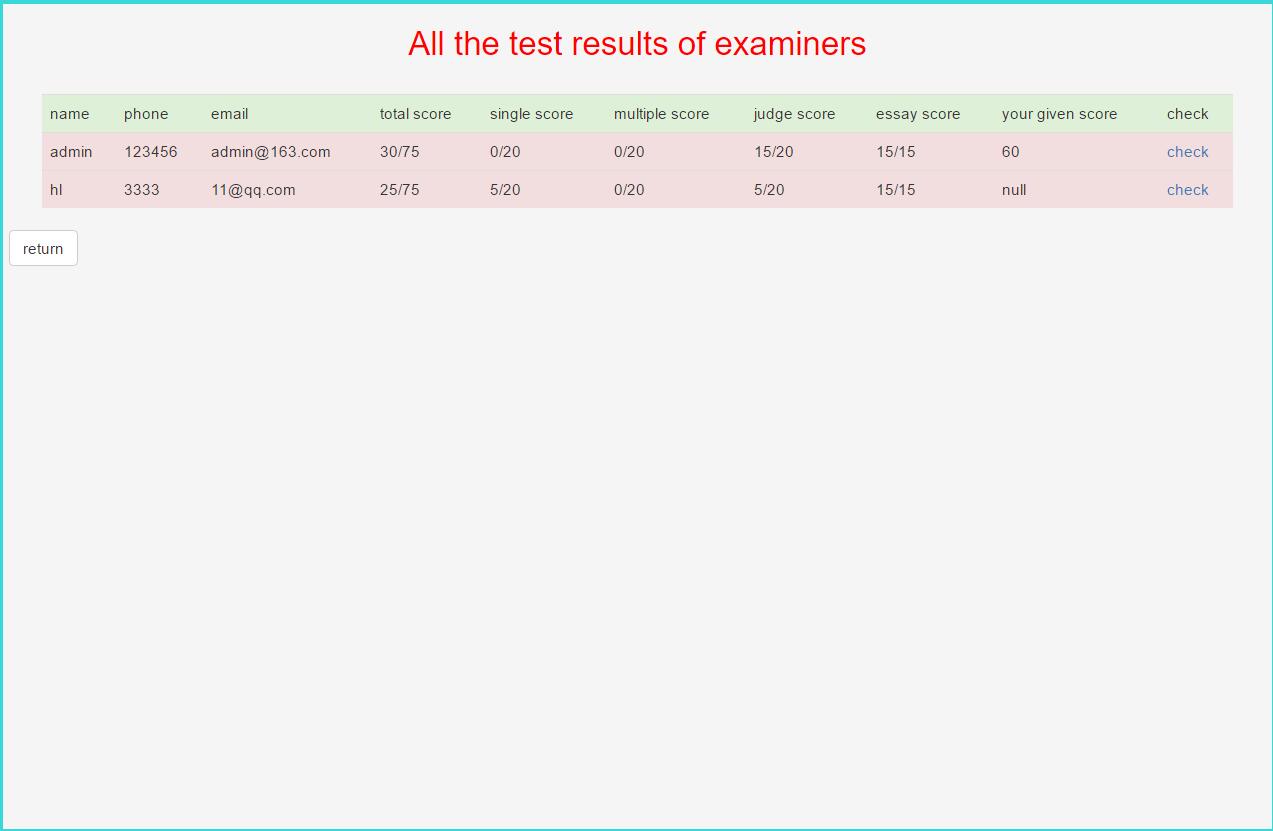 All the test results of examiners
name phone email total score single score multiple score judge score essay score your given score check
admin 123456 admin@163.com 30/75 0/20 0/20 15/20 15/15 60 check
hl 3333 11@qq.com 25/75 5/20 0/20 5/20 15/15 null check
return